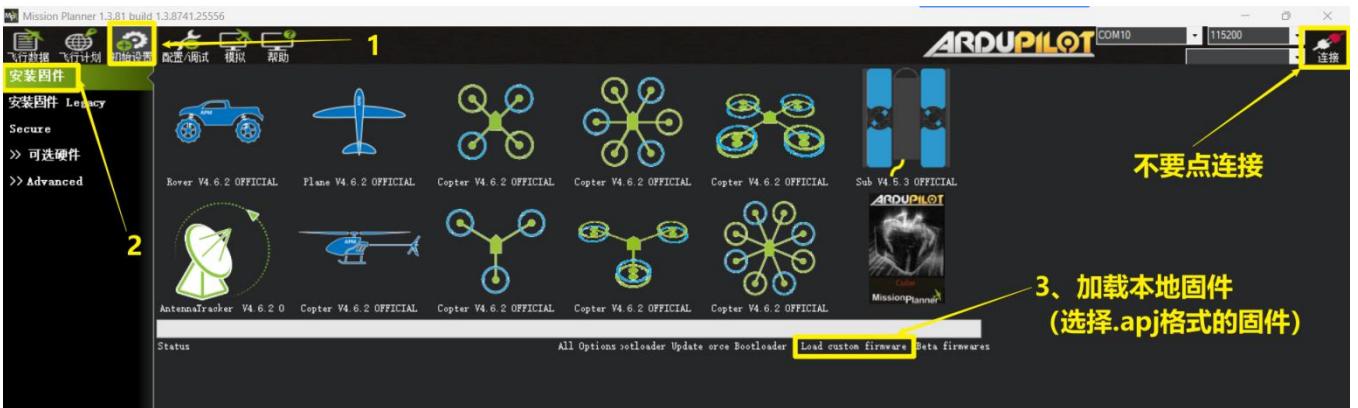 Mission Planner 1.3.81 build 1.3.8741.25556
飞行数据 飞行计划 初始设置 配置/调试 模拟 帮助
1
ARDUPILOT
COM10
115200
连接
安装固件
安装固件 Legacy
Secure
>> 可选硬件
>> Advanced
2
不要点连接
Rover V4.6.2 OFFICIAL
Plane V4.6.2 OFFICIAL
Copter V4.6.2 OFFICIAL
Copter V4.6.2 OFFICIAL
Copter V4.6.2 OFFICIAL
Sub V4.5.3 OFFICIAL
ARDUPILOT
Cube
MissionPlanner
AntennaTracker V4.6.2 O
Copter V4.6.2 OFFICIAL
Copter V4.6.2 OFFICIAL
Copter V4.6.2 OFFICIAL
Copter V4.6.2 OFFICIAL
3、加载本地固件
(选择.apj格式的固件)
Status
All Options otloader Update orce Bootloader Load custom firmware Beta firmwares